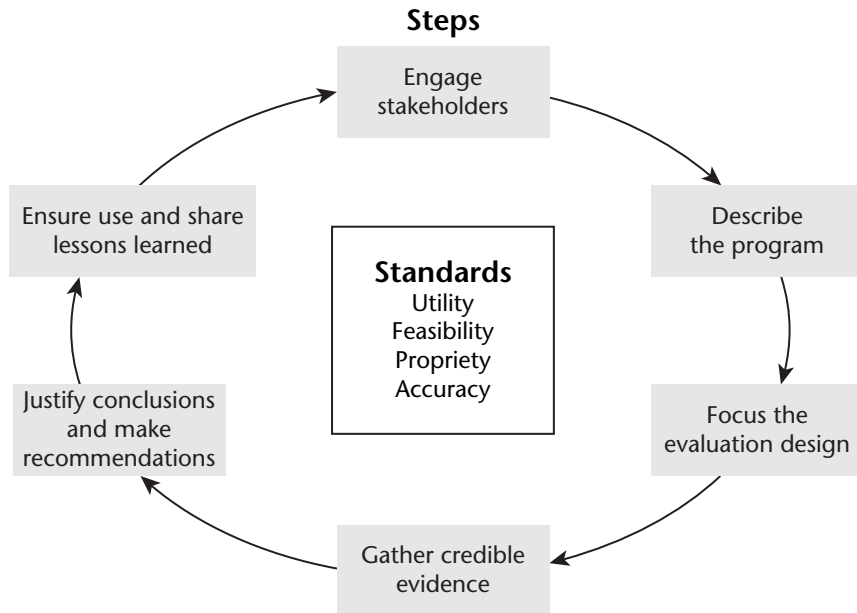 Steps
Engage
stakeholders
Describe
the program
Focus the
evaluation design
Gather credible
evidence
Justify conclusions
and make
recommendations
Ensure use and share
lessons learned
Standards
Utility
Feasibility
Propriety
Accuracy